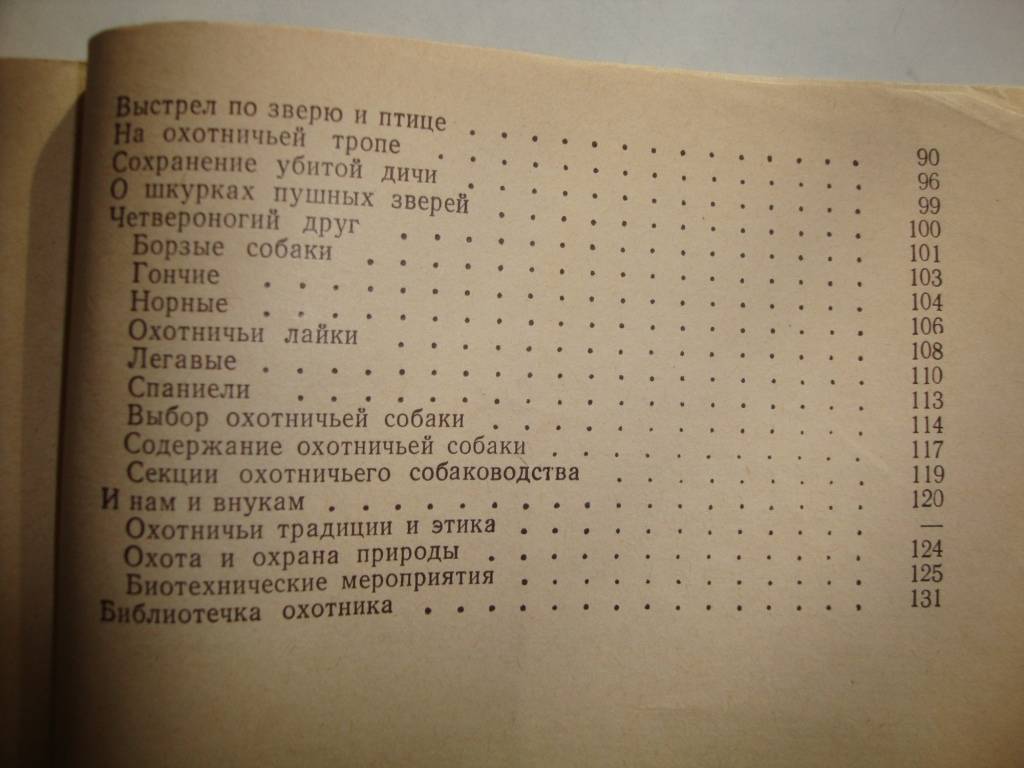 Выстрел по зверю и птице . . . . . . . . . . . . . . 90
На охотничьей тропе . . . . . . . . . . . . . . . 96
Сохранение убитой дичи . . . . . . . . . . . . . . 99
О шкурках пушных зверей . . . . . . . . . . . . . 100
Четвероногий друг . . . . . . . . . . . . . . . . 101
Борзые собаки . . . . . . . . . . . . . . . . . 103
Гончие . . . . . . . . . . . . . . . . . . . . 104
Норные . . . . . . . . . . . . . . . . . . . . 106
Охотничьи лайки . . . . . . . . . . . . . . . . 108
Легавые . . . . . . . . . . . . . . . . . . . . 110
Спаниели . . . . . . . . . . . . . . . . . . . 113
Выбор охотничьей собаки . . . . . . . . . . . . . 114
Содержание охотничьей собаки . . . . . . . . . . . 117
Секции охотничьего собаководства . . . . . . . . . 119
И нам и внукам . . . . . . . . . . . . . . . . . . 120
Охотничьи традиции и этика . . . . . . . . . . . . —
Охота и охрана природы . . . . . . . . . . . . . 124
Биотехнические мероприятия . . . . . . . . . . . . 125
Библиотечка охотника . . . . . . . . . . . . . . . 131